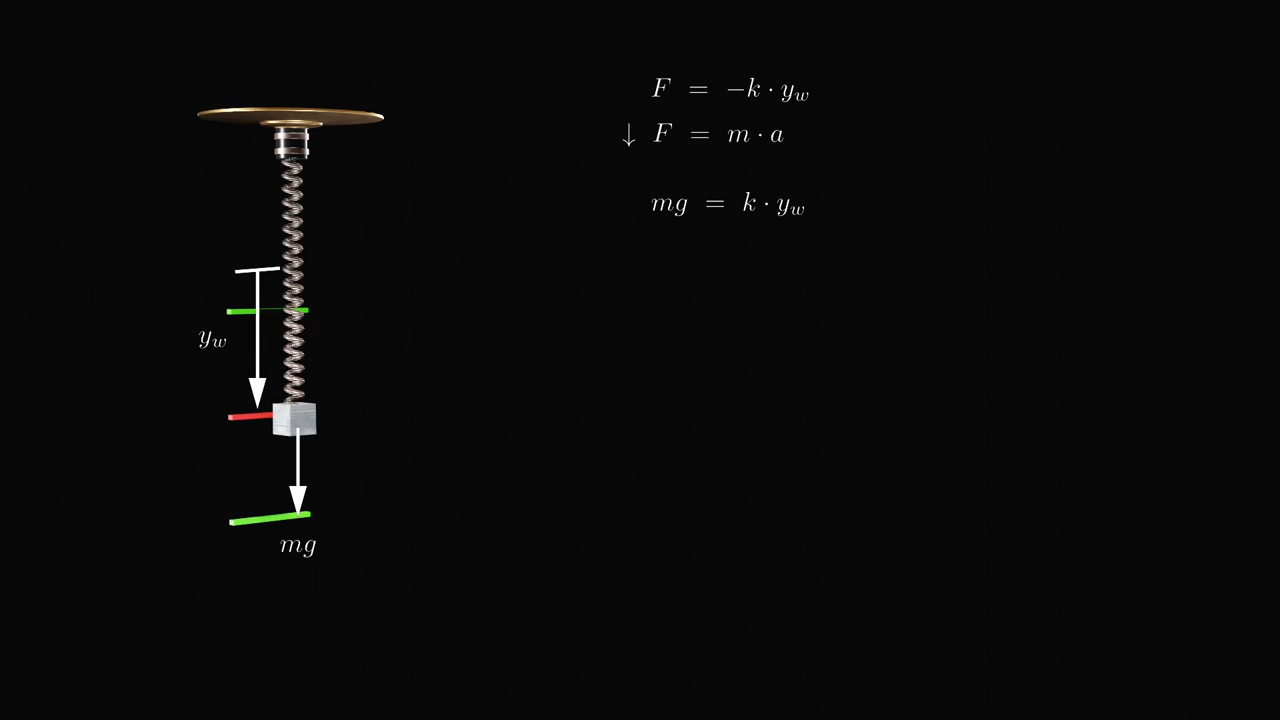 F = −k · y_w
↓ F = m · a
mg = k · y_w
y_w
mg